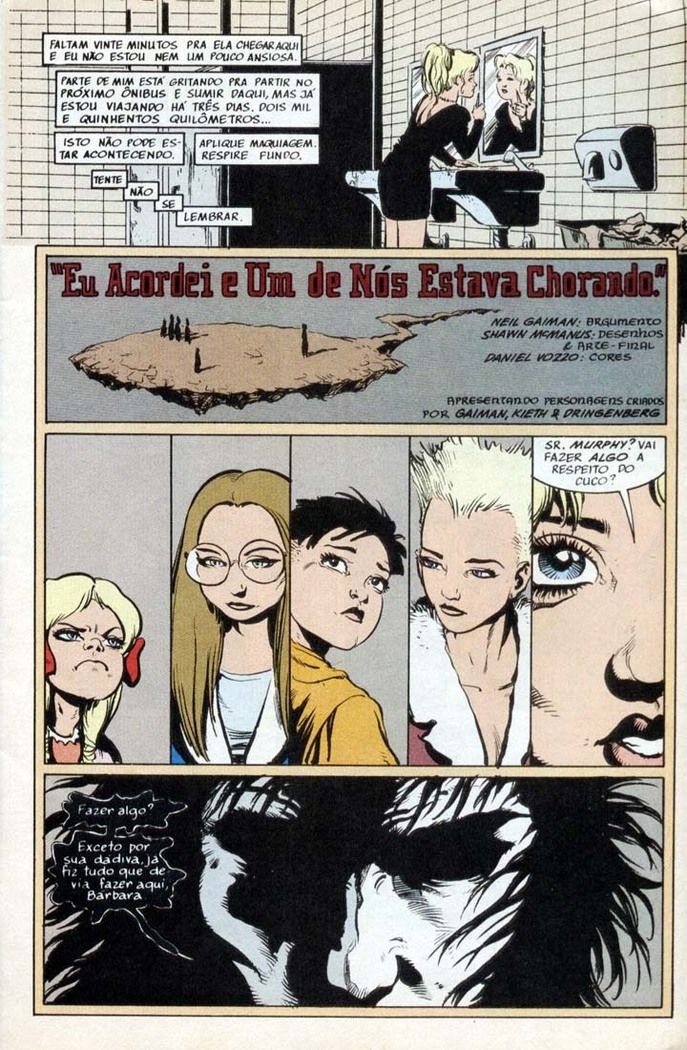 FALTAM VINTE MINUTOS PRA ELA CHEGAR AQUI
E EU NÃO ESTOU NEM UM POUCO ANSIOSA.
PARTE DE MIM ESTÁ GRITANDO PRA PARTIR NO
PRÓXIMO ÔNIBUS E SUMIR DAQUI, MAS JÁ
ESTOU VIAJANDO HÁ TRÊS DIAS. DOIS MIL
E QUINHENTOS QUILÔMETROS...
ISTO NÃO PODE ES-
TAR ACONTECENDO.
APLIQUE MAQUIAGEM.
RESPIRE FUNDO.
TENTE
NÃO
SE
LEMBRAR.
"Eu Acordei e Um de Nós Estava Chorando."
NEIL GAIMAN: ARGUMENTO
SHAWN McMANUS: DESENHOS
& ARTE-FINAL
DANIEL VOZZO: CORES
APRESENTANDO PERSONAGENS CRIADOS
POR GAIMAN, KIETH & DRINGENBERG
SR. MURPHY? VAI
FAZER ALGO A
RESPEITO DO
CUCO?
Fazer algo?
Exceto por
sua dadiva, já
fiz tudo que de
via fazer aqui,
Bárbara